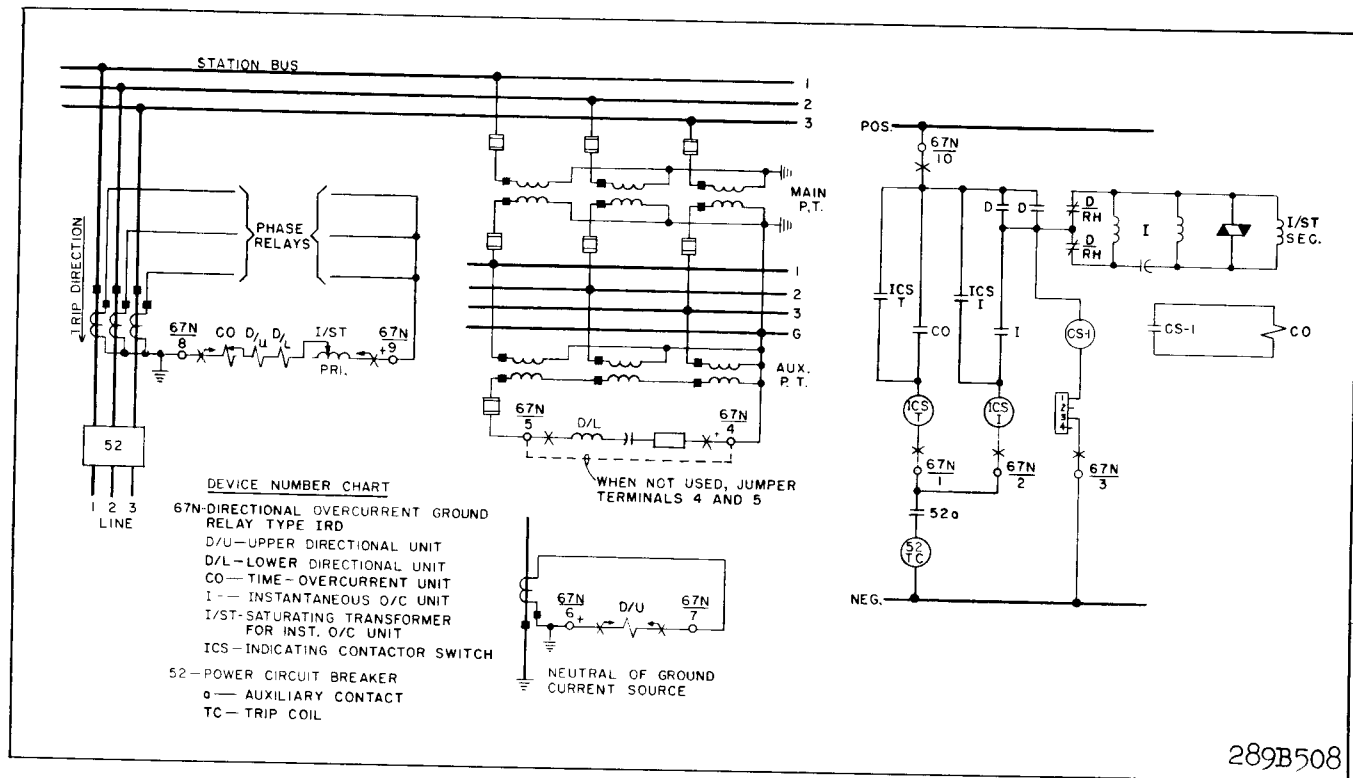 STATION BUS
1
2
3
TRIP DIRECTION
PHASE
RELAYS
67N
8
CO
D/U
D/L
I/ST
PRI.
67N
+ 9
52
1 2 3
LINE
MAIN
P.T.
1
2
3
G
AUX.
P.T.
67N
5
D/L
67N
+ 4
WHEN NOT USED, JUMPER
TERMINALS 4 AND 5
DEVICE NUMBER CHART
67N-DIRECTIONAL OVERCURRENT GROUND
RELAY TYPE IRD
D/U—UPPER DIRECTIONAL UNIT
D/L—LOWER DIRECTIONAL UNIT
CO—TIME-OVERCURRENT UNIT
I—INSTANTANEOUS O/C UNIT
I/ST-SATURATING TRANSFORMER
FOR INST. O/C UNIT
ICS—INDICATING CONTACTOR SWITCH
52—POWER CIRCUIT BREAKER
a—AUXILIARY CONTACT
TC—TRIP COIL
67N
6 +
D/U
67N
7
NEUTRAL OF GROUND
CURRENT SOURCE
POS.
67N
10
D
D
D
RH
D
RH
I
I/ST
SEC.
ICS
T
CO
ICS
I
I
CS-1
CS-1
CO
ICS
T
ICS
I
1
2
3
4
67N
1
67N
2
67N
3
52a
52
TC
NEG.
289B508